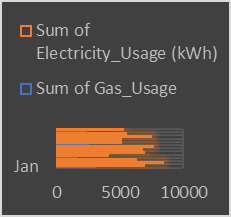 Sum of
Electricity_Usage (kWh)
Sum of Gas_Usage
Jan
0 5000 10000